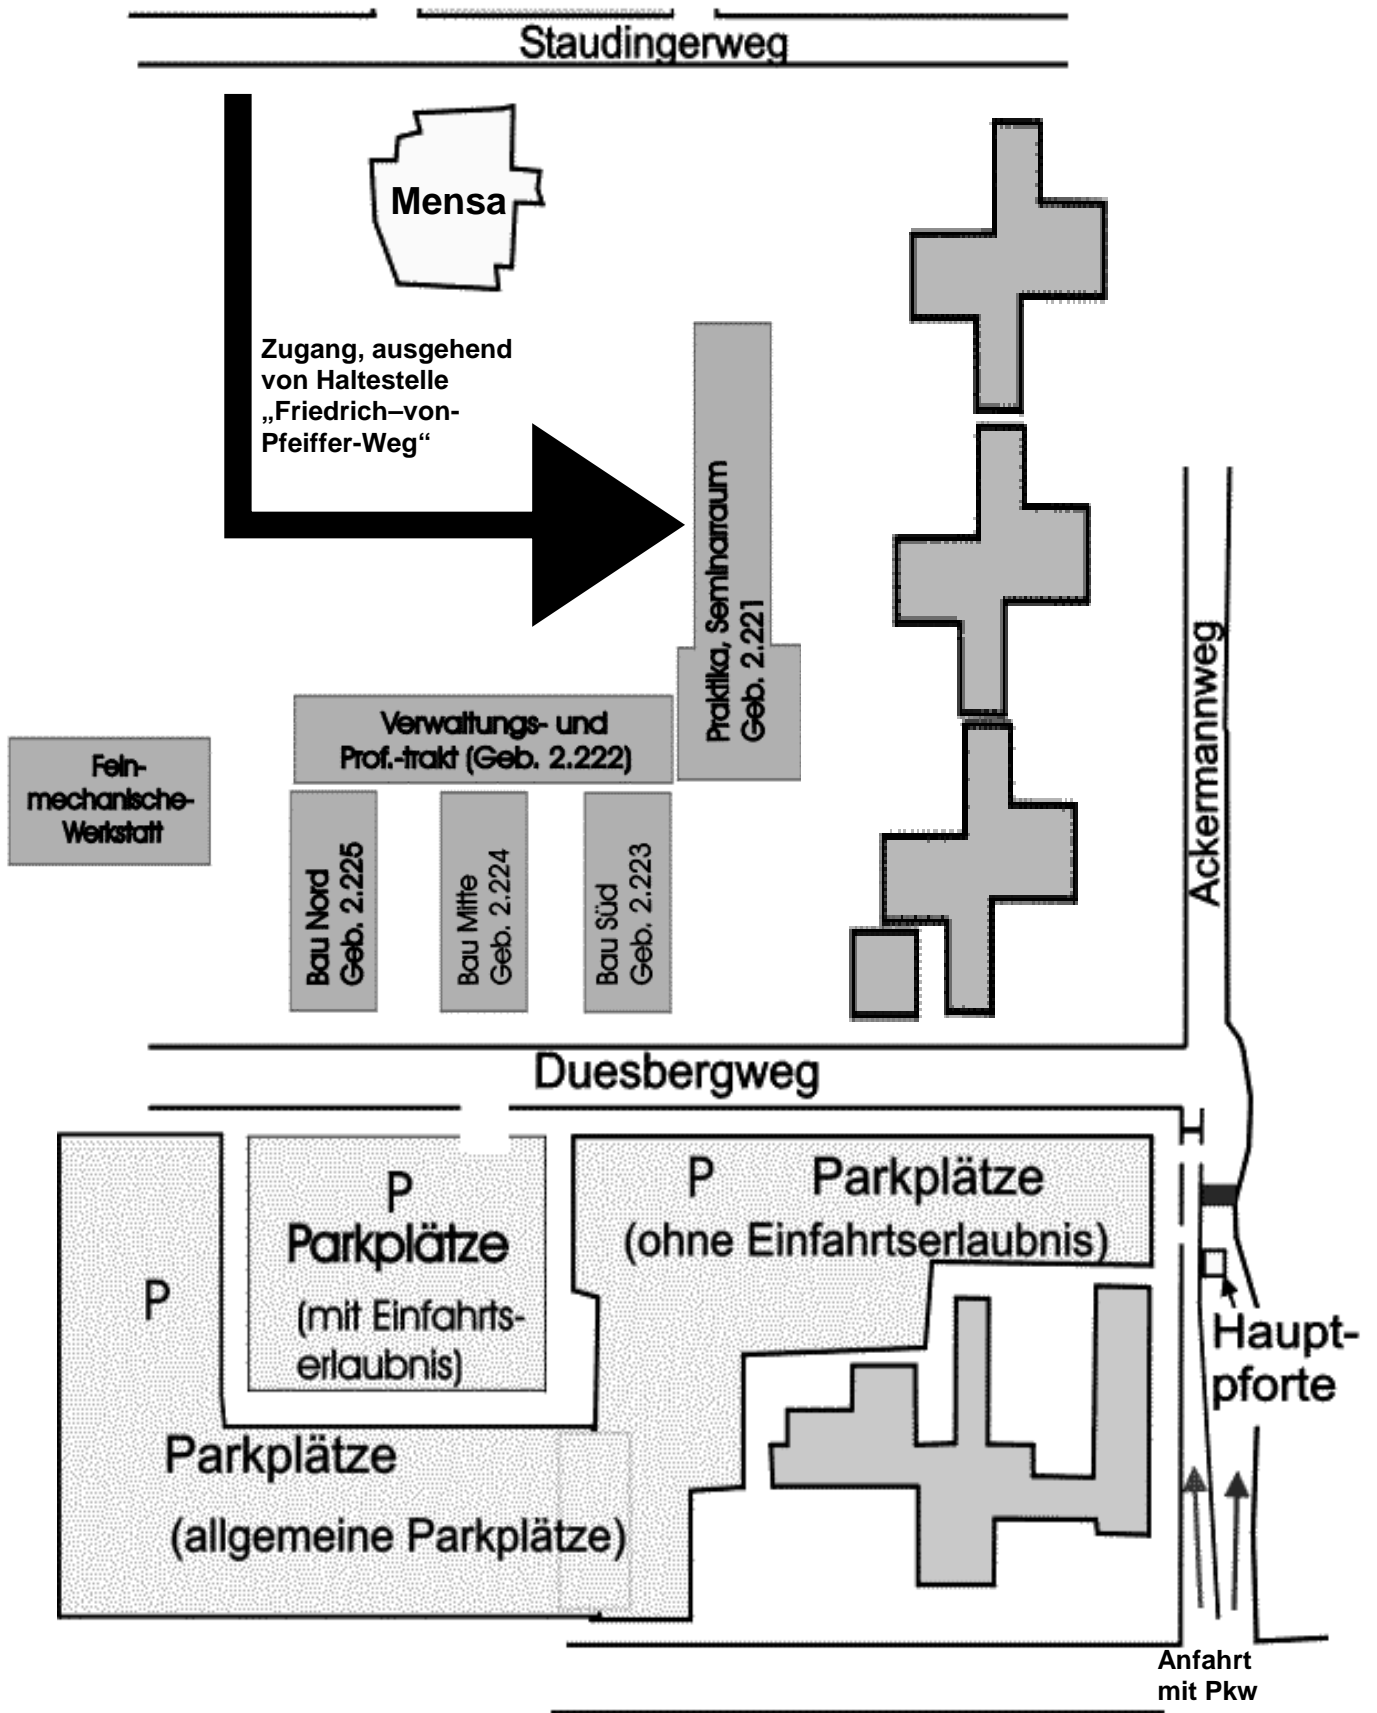 Staudingerweg
Mensa
Zugang, ausgehend
von Haltestelle
„Friedrich–von-
Pfeiffer-Weg“
Praktika, Seminarraum
Geb. 2.221
Verwaltungs- und
Prof.-trakt (Geb. 2.222)
Fein-
mechanische-
Werkstatt
Bau Nord
Geb. 2.225
Bau Mitte
Geb. 2.224
Bau Süd
Geb. 2.223
Ackermannweg
Duesbergweg
P
P
Parkplätze
(mit Einfahrts-
erlaubnis)
P Parkplätze
(ohne Einfahrtserlaubnis)
Haupt-
pforte
Parkplätze
(allgemeine Parkplätze)
Anfahrt
mit Pkw